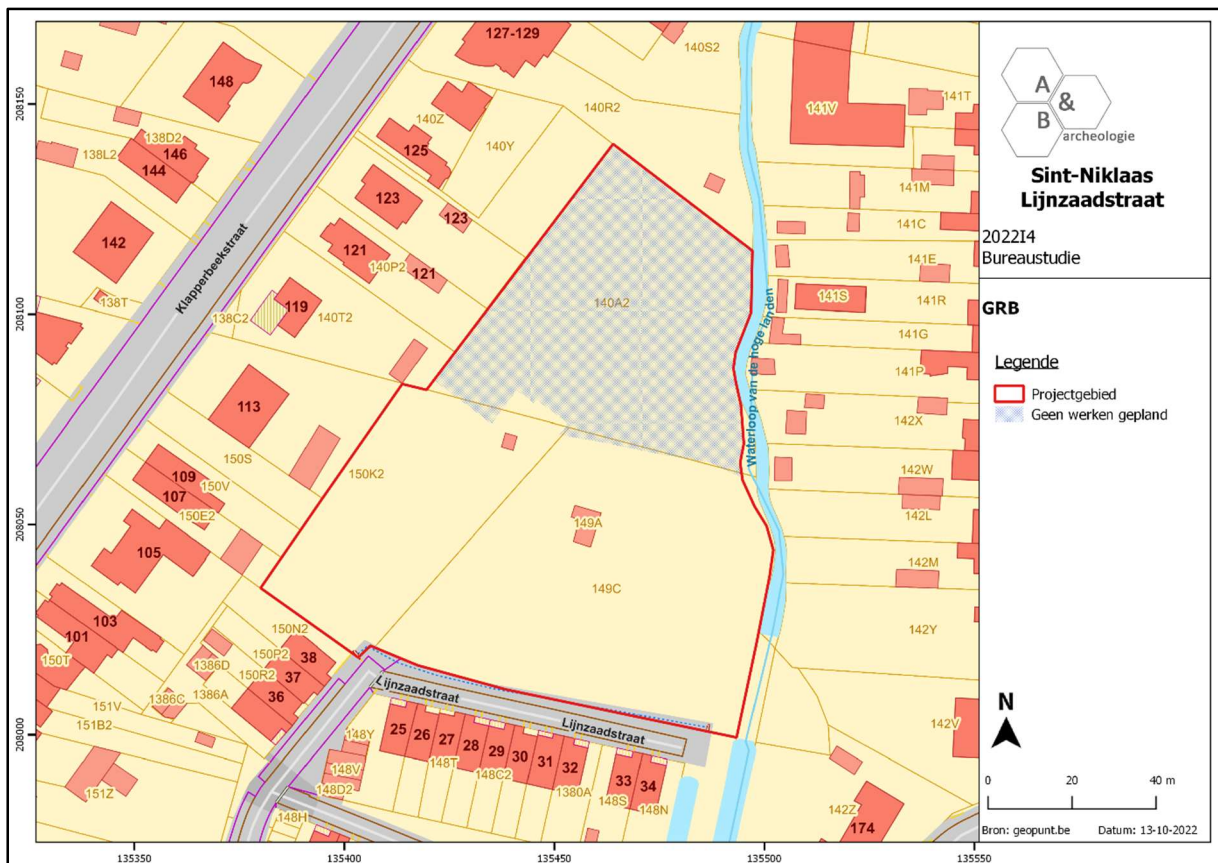 127-129
140S2
148
208150
140Z
140R2
141V
141T
138D2
125
146
140Y
138L2
144
141M
123
123
141C
142
121
140P2
121
141E
138T
119
140A2
141S
141R
208100
138C2
140T2
141G
Klapperbeekstraat
Waterloop van de hoge landen
141P
113
142X
150S
150K2
109
150V
142W
107
150E2
149A
142L
208050
105
142M
149C
103
101
150N2
142Y
150T
1386D
150P2
38
1386C
1386A
150R2
37
36
Lijnzaadstraat
Lijnzaadstraat
151V
151B2
208000
25
26
27
28
29
30
31
32
148Y
148V
148T
148C2
1380A
33
34
142V
151Z
148D2
148S
148N
148H
142Z
174
135350
135400
135450
135500
135550
A
&
B
archeologie
Sint-Niklaas
Lijnzaadstraat
2022I4
Bureaustudie
GRB
Legende
Projectgebied
Geen werken gepland
N
0 20 40 m
Bron: geopunt.be Datum: 13-10-2022